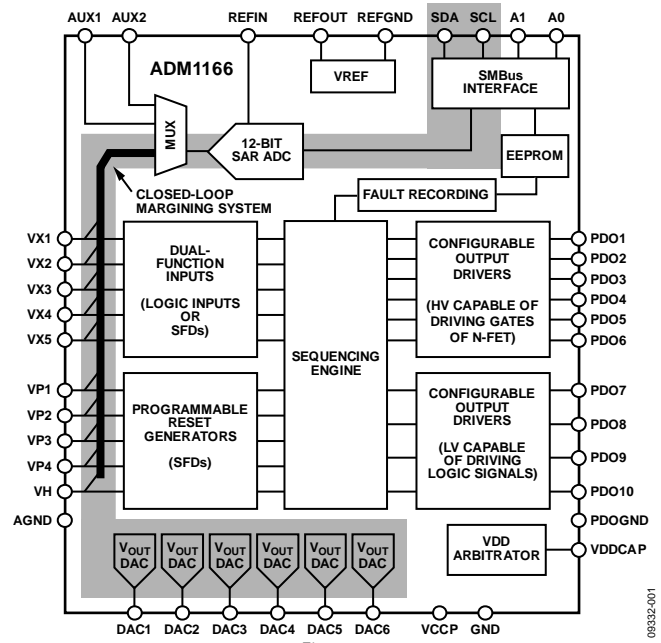 AUX1 AUX2 REFIN REFOUT REFGND SDA SCL A1 A0
ADM1166
VREF
SMBus
INTERFACE
MUX
12-BIT
SAR ADC
EEPROM
CLOSED-LOOP
MARGINING SYSTEM
FAULT RECORDING
VX1
VX2
VX3
VX4
VX5
DUAL-
FUNCTION
INPUTS
(LOGIC INPUTS
OR
SFDs)
SEQUENCING
ENGINE
CONFIGURABLE
OUTPUT
DRIVERS
(HV CAPABLE OF
DRIVING GATES
OF N-FET)
PDO1
PDO2
PDO3
PDO4
PDO5
PDO6
VP1
VP2
VP3
VP4
VH
AGND
PROGRAMMABLE
RESET
GENERATORS
(SFDs)
CONFIGURABLE
OUTPUT
DRIVERS
(LV CAPABLE
OF DRIVING
LOGIC SIGNALS)
PDO7
PDO8
PDO9
PDO10
PDOGND
VDDCAP
VOUT
DAC
VOUT
DAC
VOUT
DAC
VOUT
DAC
VOUT
DAC
VOUT
DAC
VDD
ARBITRATOR
DAC1 DAC2 DAC3 DAC4 DAC5 DAC6 VCCP GND
09332-001